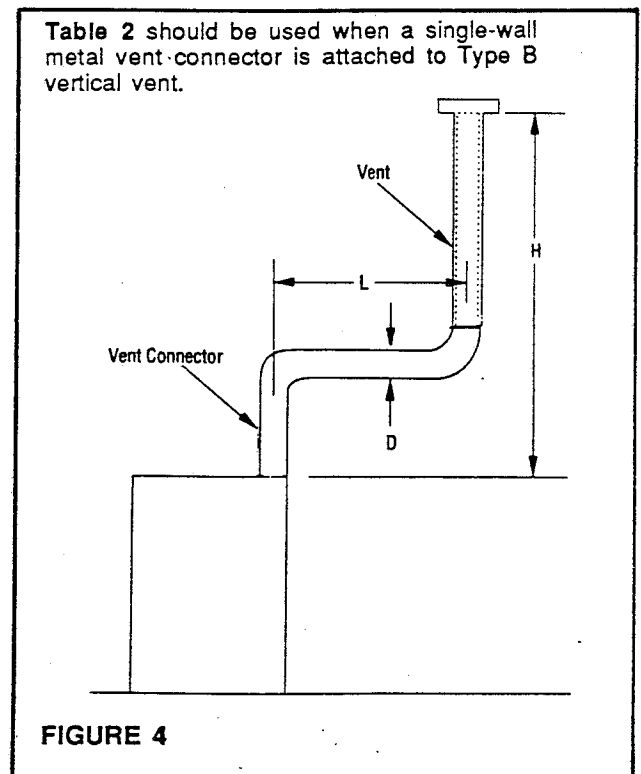 Table 2 should be used when a single-wall
metal vent connector is attached to Type B
vertical vent.
Vent
H
L
Vent Connector
D
FIGURE 4